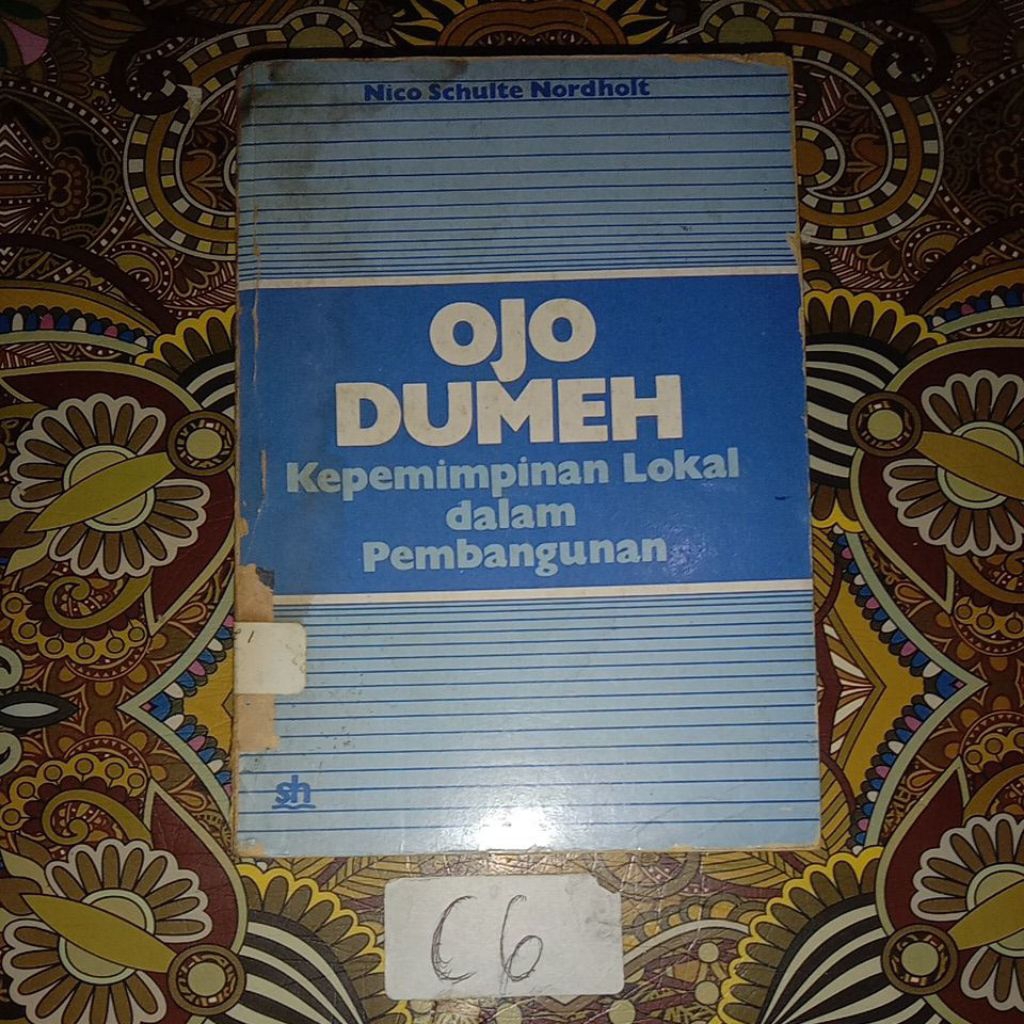 Nico Schulte Nordholt
OJO
DUMEH
Kepemimpinan Lokal
dalam
Pembangunan
sh
C6